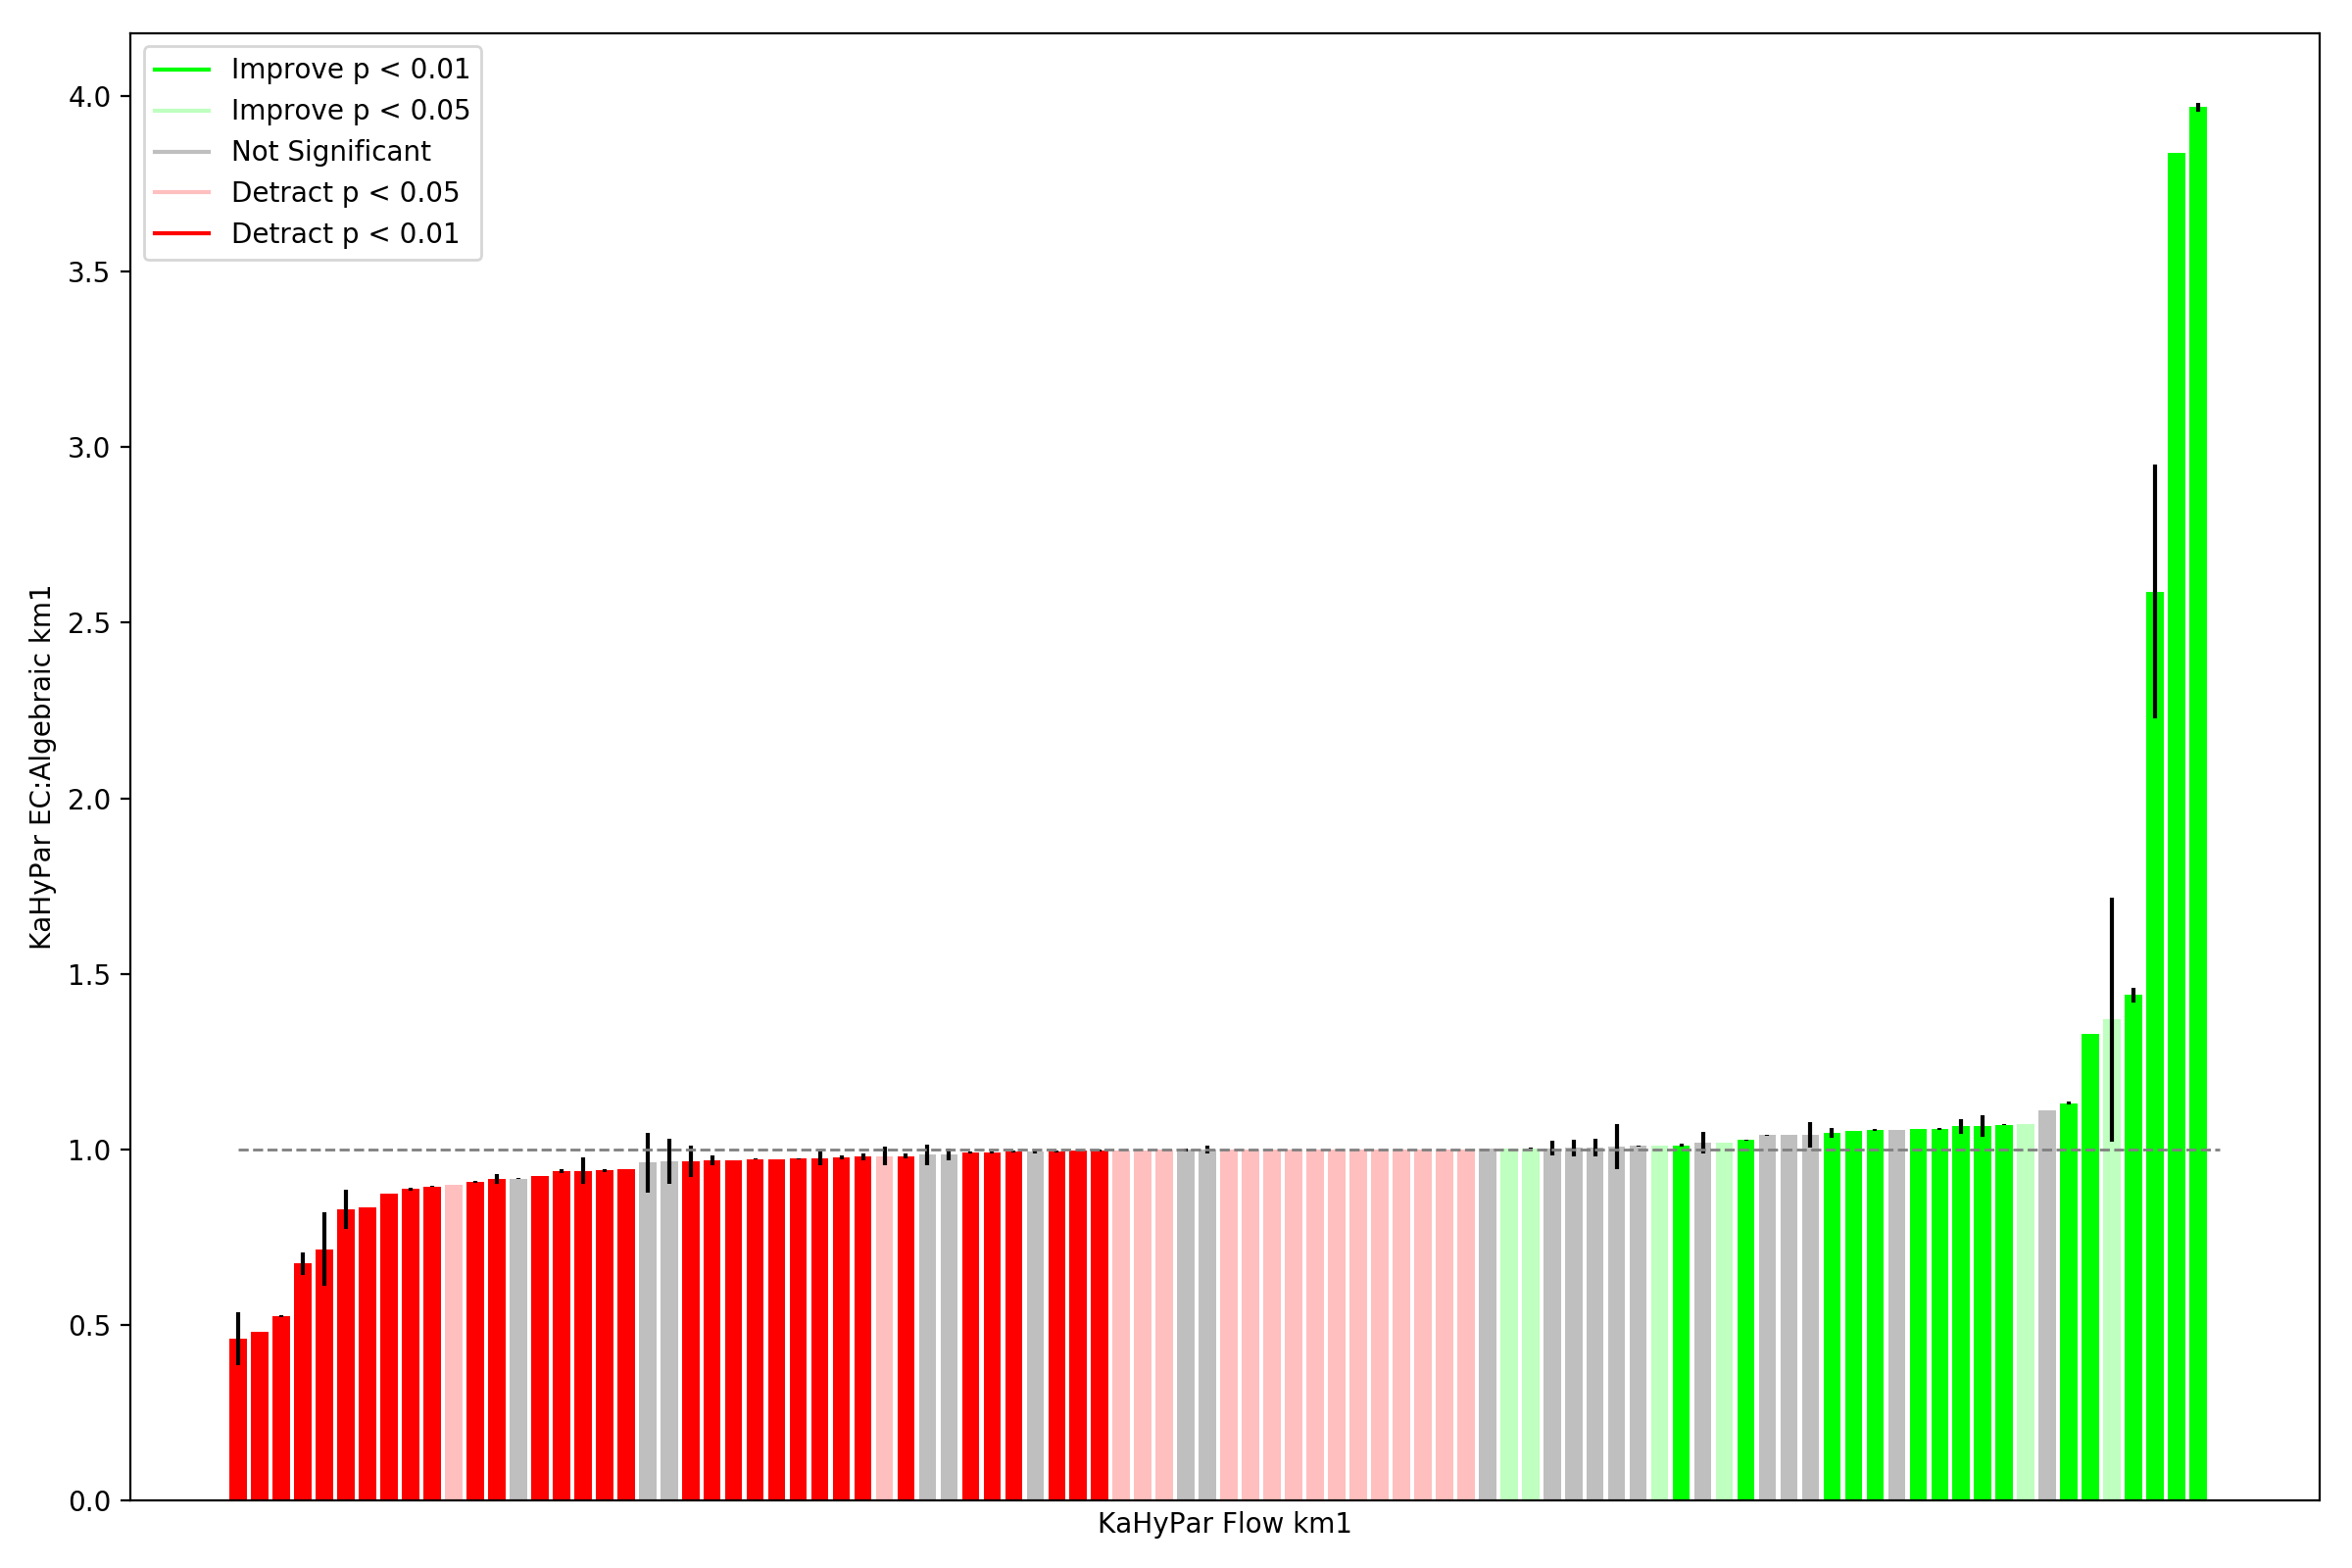 Improve p < 0.01
Improve p < 0.05
Not Significant
Detract p < 0.05
Detract p < 0.01
4.0
3.5
3.0
2.5
2.0
1.5
1.0
0.5
0.0
KaHyPar EC:Algebraic km1
KaHyPar Flow km1